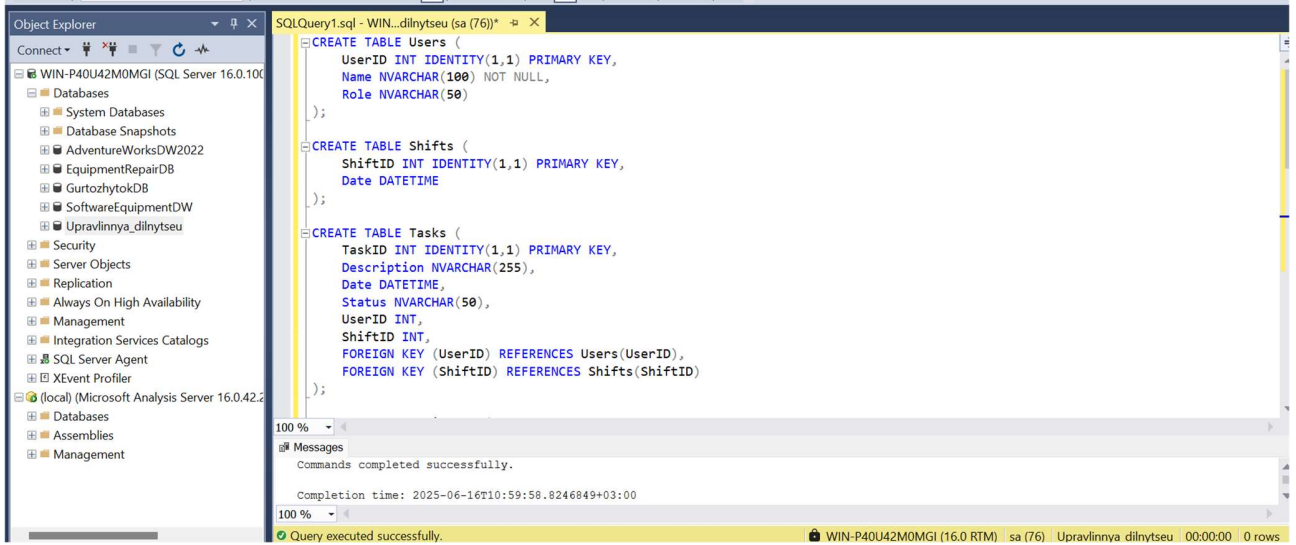 Object Explorer
Connect
WIN-P40U42M0MGI (SQL Server 16.0.100
Databases
System Databases
Database Snapshots
AdventureWorksDW2022
EquipmentRepairDB
GurtozhytokDB
SoftwareEquipmentDW
Upravlinnya_dilnytseu
Security
Server Objects
Replication
Always On High Availability
Management
Integration Services Catalogs
SQL Server Agent
XEvent Profiler
(local) (Microsoft Analysis Server 16.0.42.2
Databases
Assemblies
Management
SQLQuery1.sql - WIN...dilnytseu (sa (76))*
CREATE TABLE Users (
UserID INT IDENTITY(1,1) PRIMARY KEY,
Name NVARCHAR(100) NOT NULL,
Role NVARCHAR(50)
);
CREATE TABLE Shifts (
ShiftID INT IDENTITY(1,1) PRIMARY KEY,
Date DATETIME
);
CREATE TABLE Tasks (
TaskID INT IDENTITY(1,1) PRIMARY KEY,
Description NVARCHAR(255),
Date DATETIME,
Status NVARCHAR(50),
UserID INT,
ShiftID INT,
FOREIGN KEY (UserID) REFERENCES Users(UserID),
FOREIGN KEY (ShiftID) REFERENCES Shifts(ShiftID)
);
100 %
Messages
Commands completed successfully.
Completion time: 2025-06-16T10:59:58.8246849+03:00
100 %
Query executed successfully.
WIN-P40U42M0MGI (16.0 RTM) sa (76) Upravlinnya_dilnytseu 00:00:00 0 rows